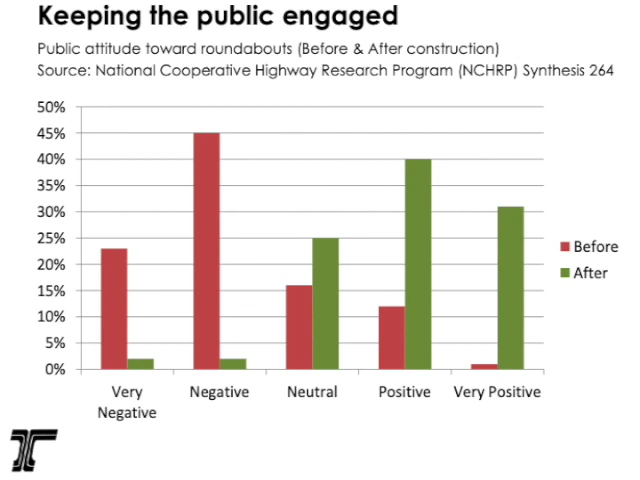 Keeping the public engaged
Public attitude toward roundabouts (Before & After construction)
Source: National Cooperative Highway Research Program (NCHRP) Synthesis 264
50%
45%
40%
35%
30%
25%
20%
15%
10%
5%
0%
Before
After
Very Negative
Negative
Neutral
Positive
Very Positive